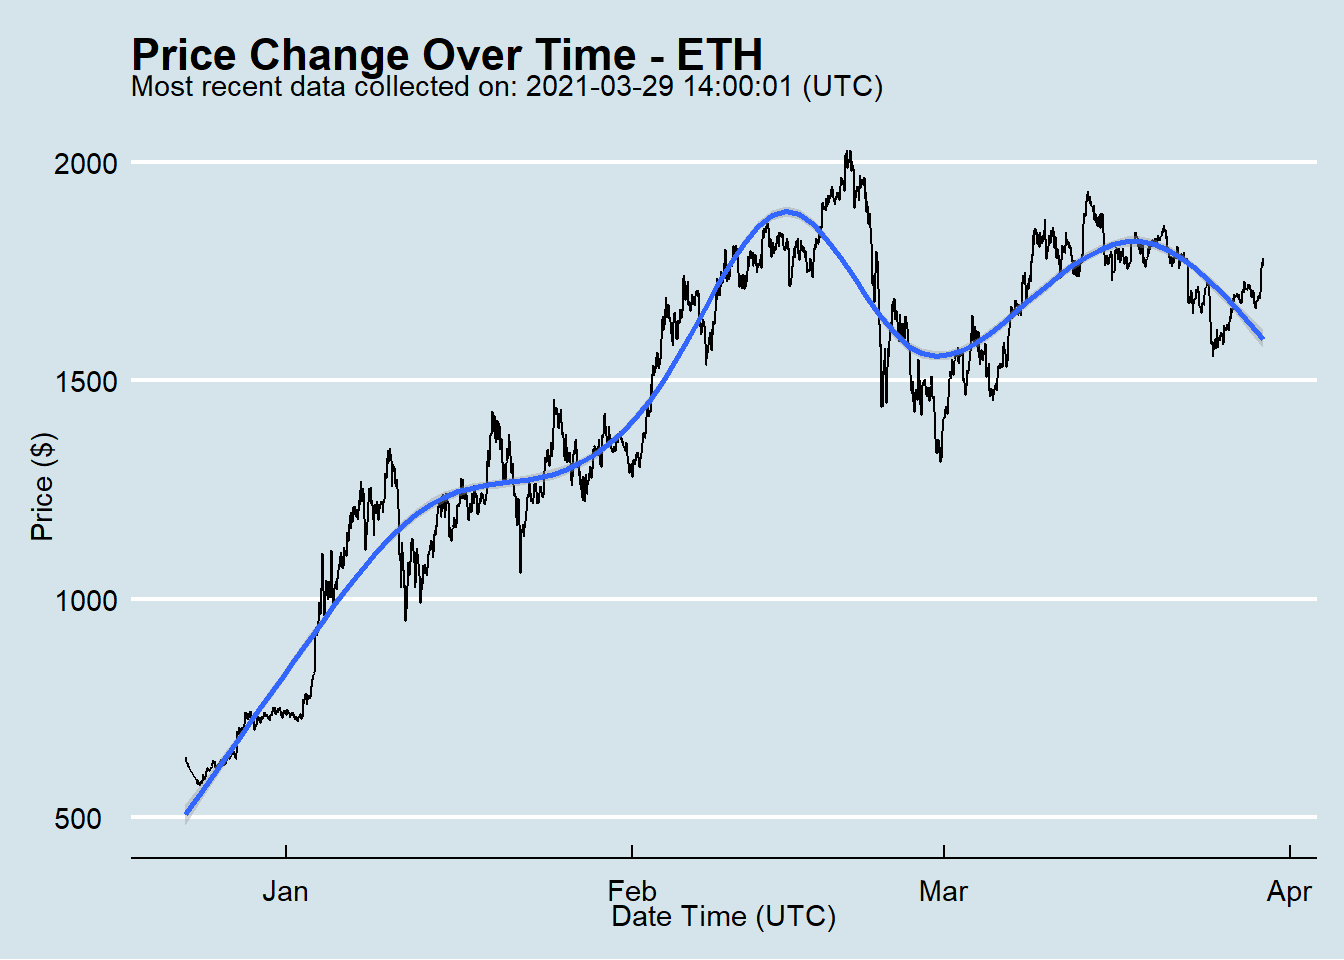 Price Change Over Time - ETH
Most recent data collected on: 2021-03-29 14:00:01 (UTC)
2000
1500
1000
500
Price ($)
Jan Feb Mar Apr
Date Time (UTC)